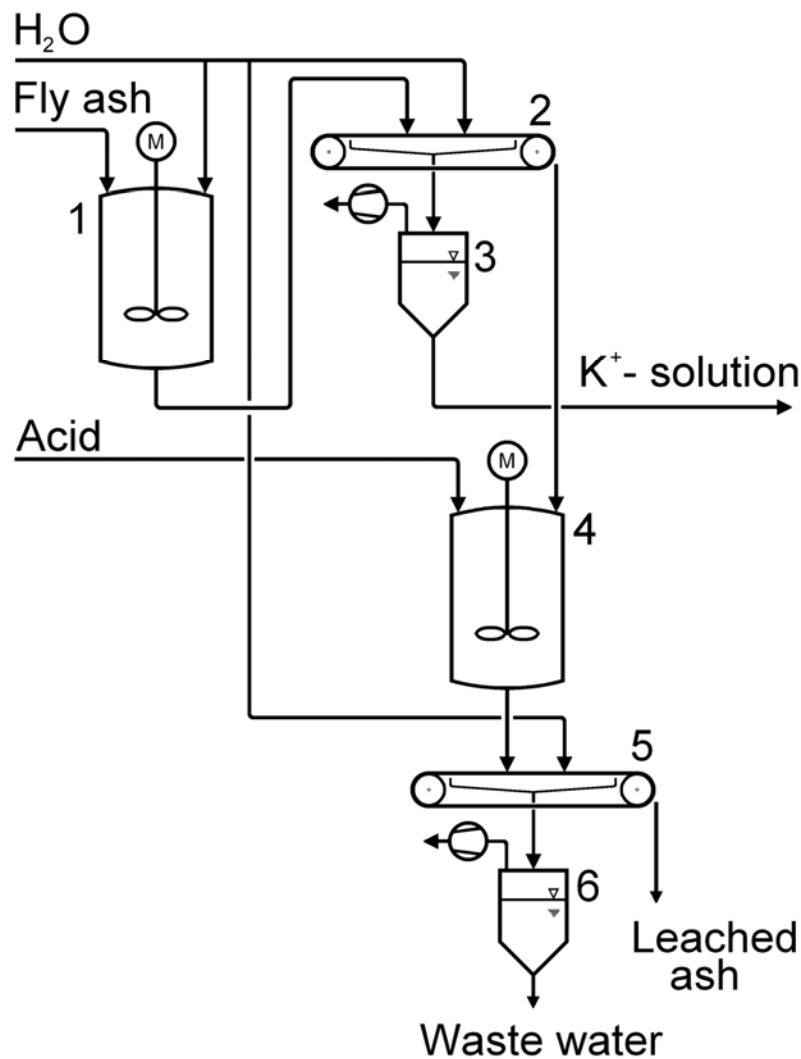 H₂O
Fly ash
M
1
2
3
K⁺- solution
Acid
M
4
5
6
Leached
ash
Waste water